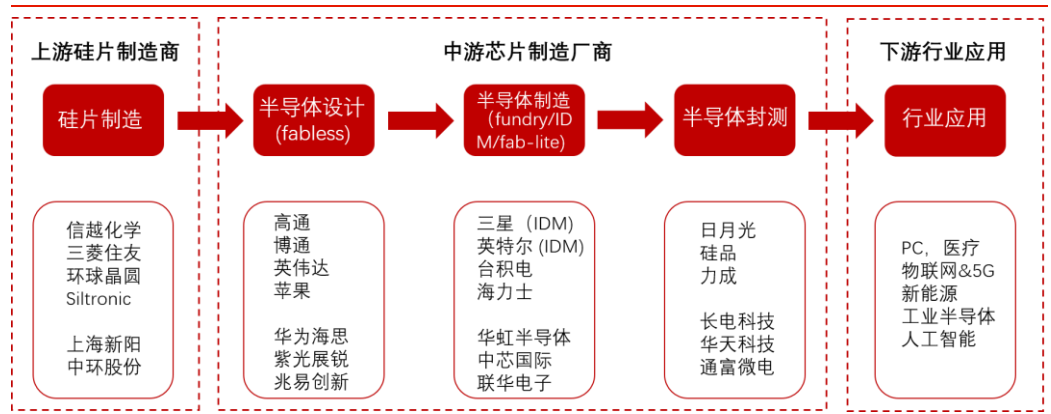 上游硅片制造商
中游芯片制造厂商
下游行业应用
硅片制造
半导体设计
(fabless)
半导体制造
（fundry/ID
M/fab-lite)
半导体封测
行业应用
信越化学
三菱住友
环球晶圆
Siltronic
上海新阳
中环股份
高通
博通
英伟达
苹果
华为海思
紫光展锐
兆易创新
三星（IDM）
英特尔 (IDM)
台积电
海力士
华虹半导体
中芯国际
联华电子
日月光
硅品
力成
长电科技
华天科技
通富微电
PC，医疗
物联网&5G
新能源
工业半导体
人工智能